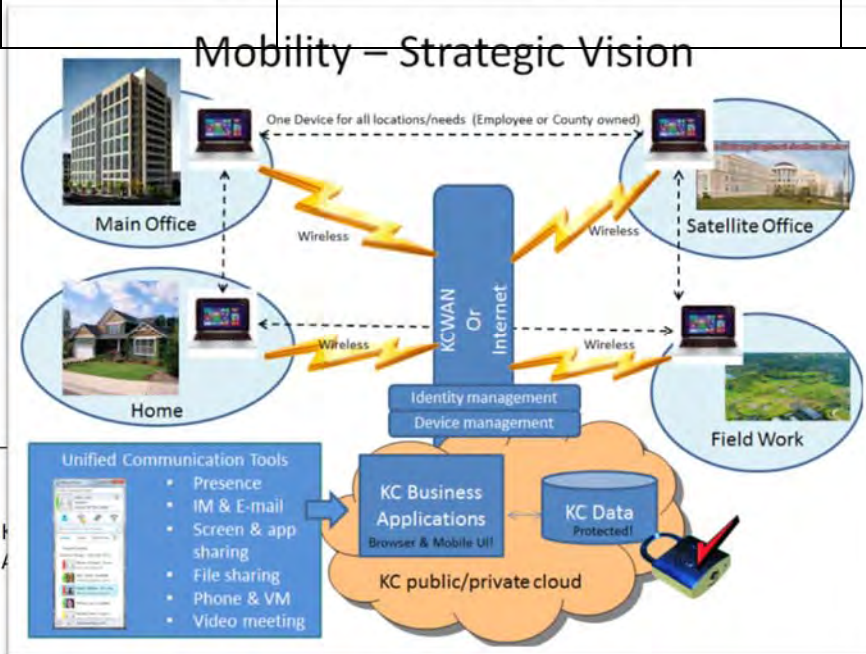 Mobility – Strategic Vision
One Device for all locations/needs (Employee or County owned)
Main Office
Wireless
Wireless
Satellite Office
KCWAN
Or
Internet
Wireless
Wireless
Home
Field Work
Identity management
Device management
Unified Communication Tools
▪ Presence
▪ IM & E-mail
▪ Screen & app
sharing
▪ File sharing
▪ Phone & VM
▪ Video meeting
KC Business
Applications
Browser & Mobile UI!
KC Data
Protected!
KC public/private cloud